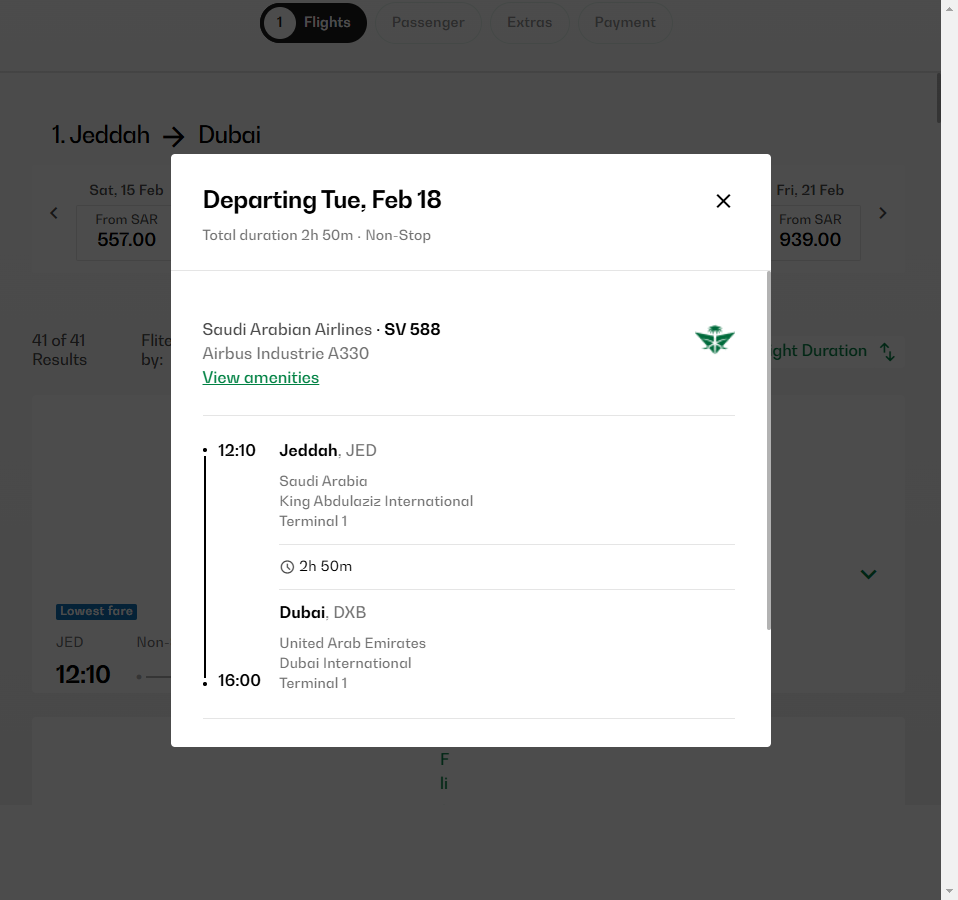 1 Flights Passenger Extras Payment
1. Jeddah → Dubai
Sat, 15 Feb
From SAR
557.00
Fri, 21 Feb
From SAR
939.00
41 of 41
Results
Flitc
by:
ght Duration
Departing Tue, Feb 18
Total duration 2h 50m · Non-Stop
Saudi Arabian Airlines · SV 588
Airbus Industrie A330
View amenities
12:10 Jeddah, JED
Saudi Arabia
King Abdulaziz International
Terminal 1
2h 50m
Dubai, DXB
United Arab Emirates
Dubai International
16:00 Terminal 1
Lowest fare
JED Non-
12:10
F
li